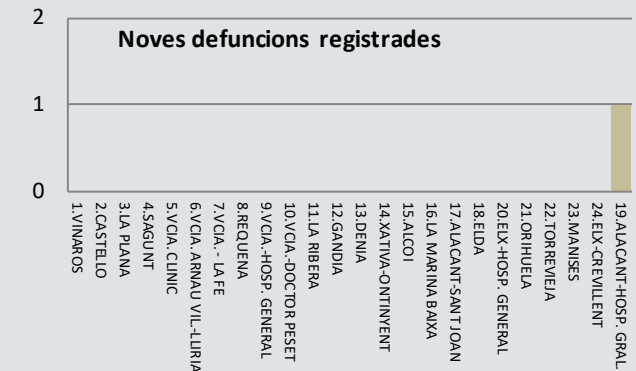 Noves defuncions registrades
2
1
0
1.VINAROS
2.CASTELLO
3.LA PLANA
4.SAGUNT
5.VCIA. CLINIC
6.VCIA. ARNAU VIL.-LLIRIA
7.VCIA. - LA FE
8.REQUENA
9.VCIA.-HOSP. GENERAL
10.VCIA.-DOCTOR PESET
11.LA RIBERA
12.GANDIA
13.DENIA
14.XATIVA-ONTINYENT
15.ALCOI
16.LA MARINA BAIXA
17.ALACANT-SANT JOAN
18.ELDA
20.ELX-HOSP. GENERAL
21.ORIHUELA
22.TORREVIEJA
23.MANISES
24.ELX-CREVILLENT
19.ALACANT-HOSP. GRAL.